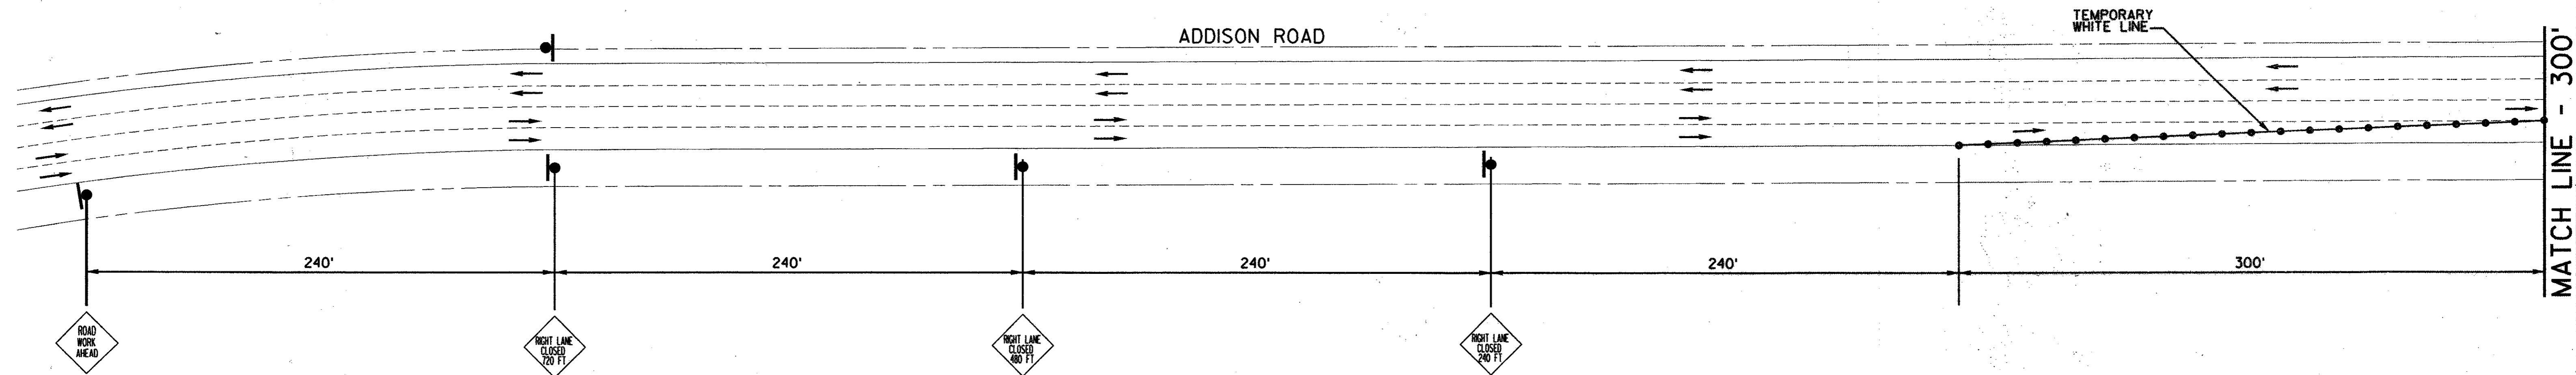 ADDISON ROAD
TEMPORARY
WHITE LINE
MATCH LINE - 300'
240'
240'
240'
240'
300'
ROAD
WORK
AHEAD
RIGHT LANE
CLOSED
720 FT
RIGHT LANE
CLOSED
480 FT
RIGHT LANE
CLOSED
240 FT